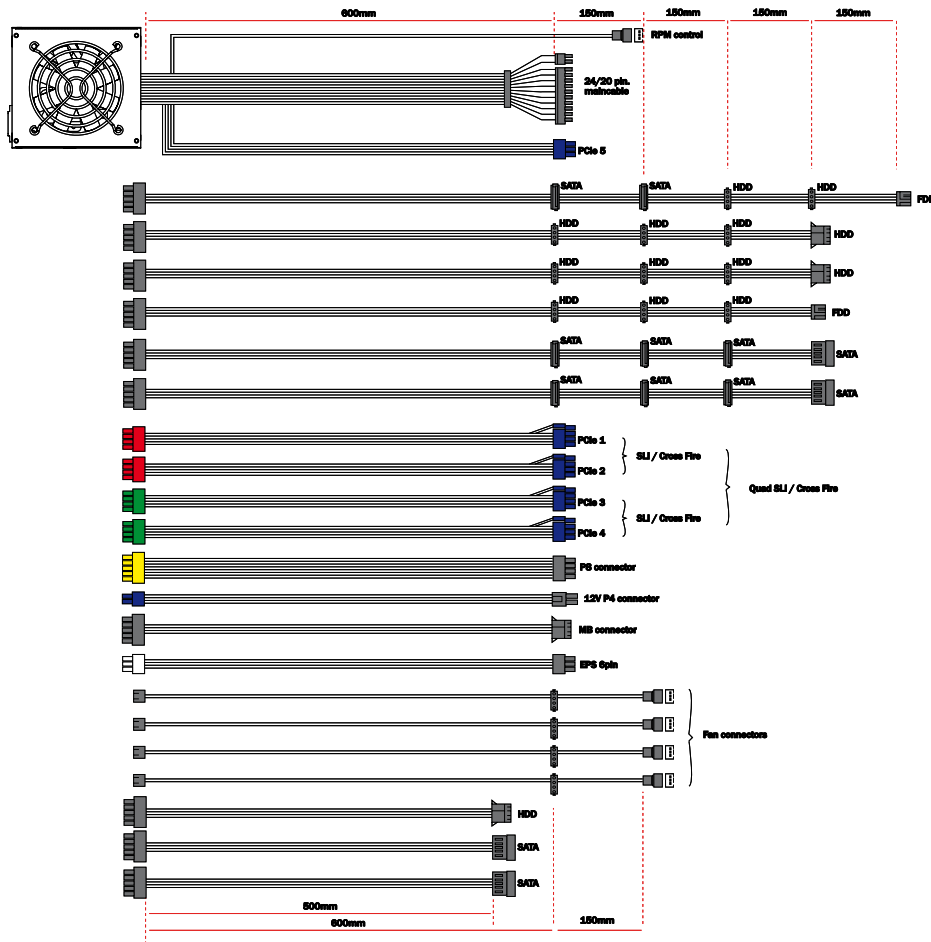 600mm 150mm 150mm 150mm 150mm
RPM control
24/20 pin.
maincable
PCIe 5
SATA SATA HDD HDD FDD
HDD HDD HDD HDD
HDD HDD HDD HDD
HDD HDD HDD FDD
SATA SATA SATA SATA
SATA SATA SATA SATA
PCIe 1
SLI / Cross Fire
PCIe 2
Quad SLI / Cross Fire
PCIe 3
SLI / Cross Fire
PCIe 4
P8 connector
12V P4 connector
MB connector
EPS 6pin
Fan connectors
HDD
SATA
SATA
500mm
600mm 150mm